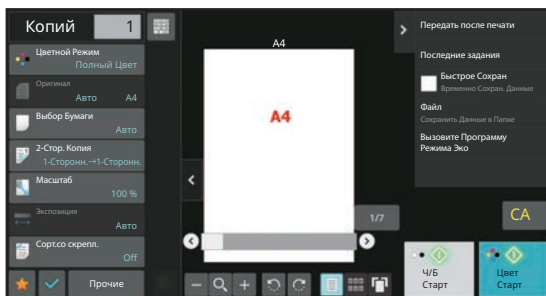 Копий 1
Цветной Режим
Полный Цвет
Оригинал
Авто A4
Выбор Бумаги
Авто
2-Стор. Копия
1-Сторонн.→1-Сторонн.
Масштаб
100 %
Экспозиция
Авто
Сорт.со скрепл.
Off
Прочие
A4
A4
1/7
Передать после печати
Последние задания
Быстрое Сохран
Временно Сохран. Данные
Файл
Сохранить Данные в Папке
Вызовите Программу
Режима Эко
CA
Ч/Б
Старт
Цвет
Старт